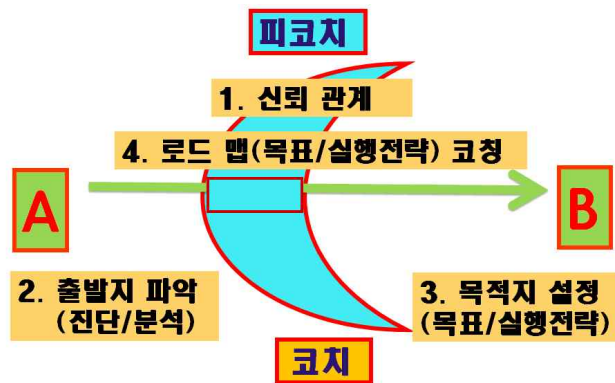 피코치
1. 신뢰 관계
4. 로드 맵(목표/실행전략) 코칭
A
B
2. 출발지 파악
(진단/분석)
3. 목적지 설정
(목표/실행전략)
코치